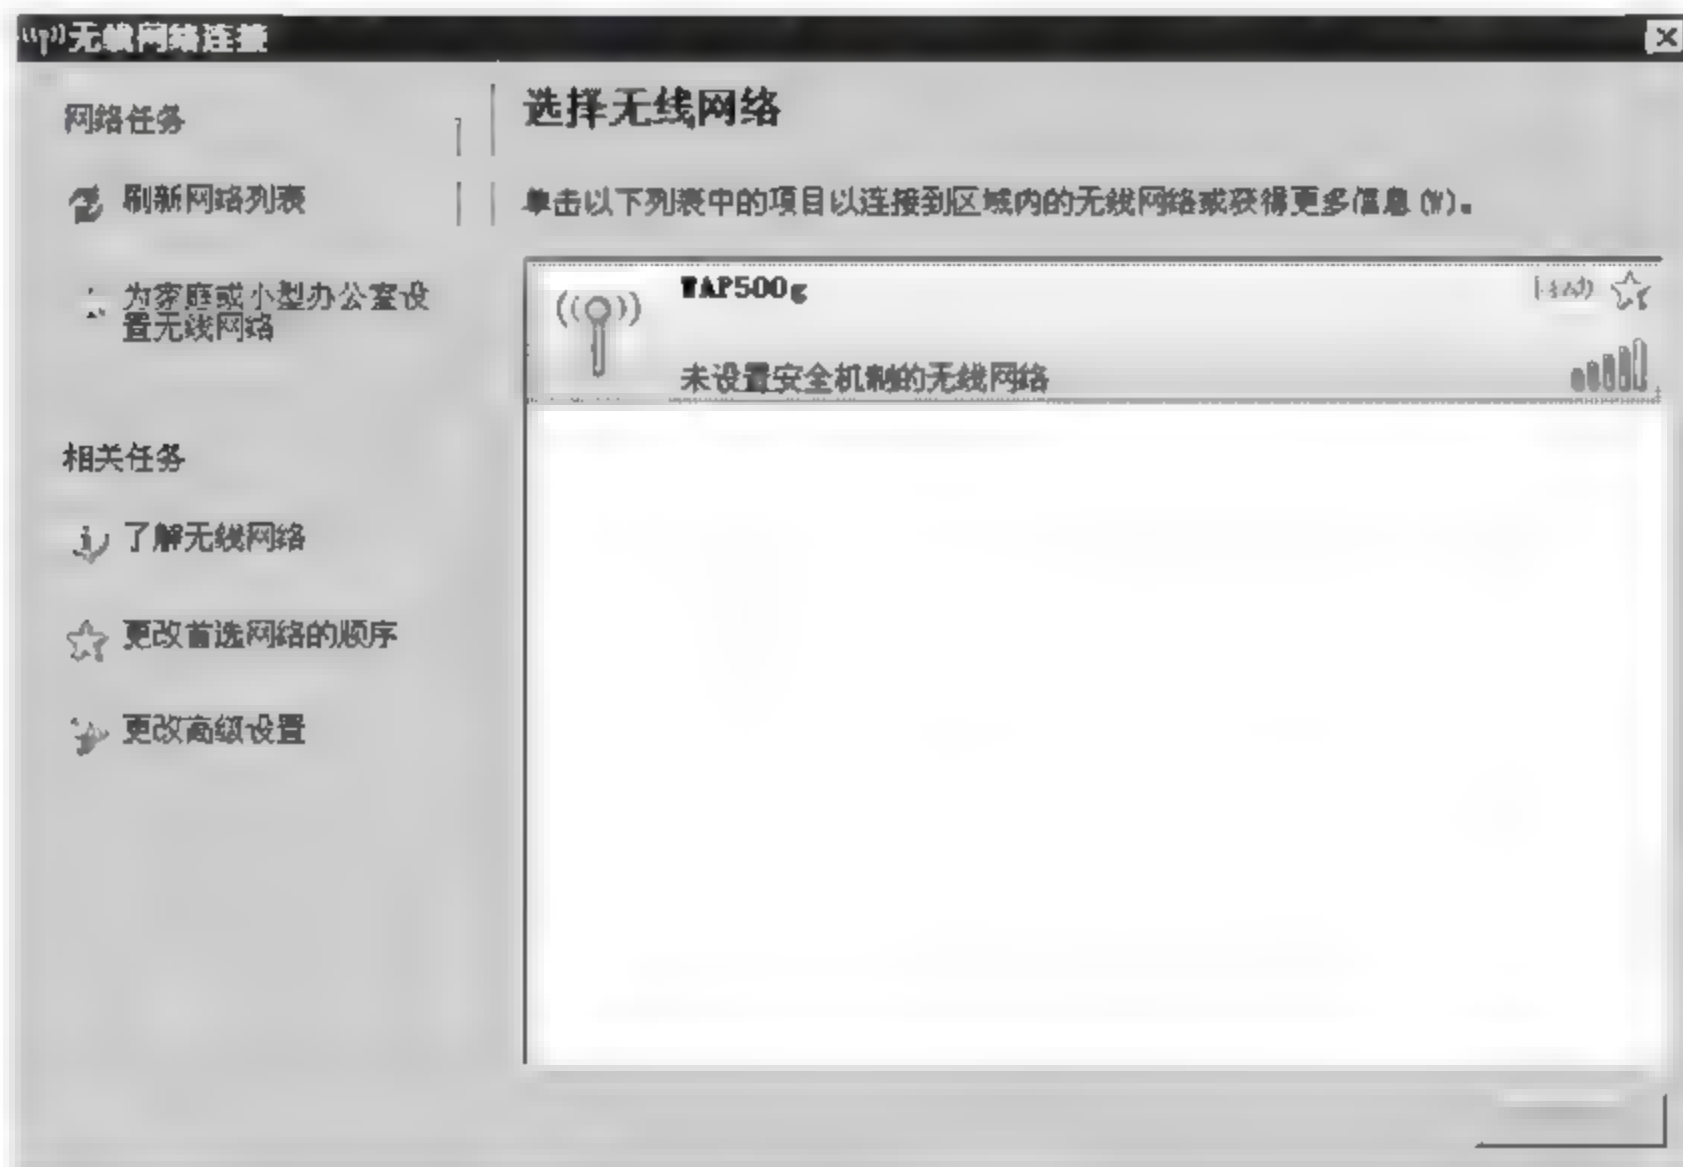 无线网络连接
网络任务
刷新网络列表
为家庭或小型办公室设
置无线网络
相关任务
了解无线网络
更改首选网络的顺序
更改高级设置
选择无线网络
单击以下列表中的项目以连接到区域内的无线网络或获得更多信息(W)。
WAP500g
未设置安全机制的无线网络